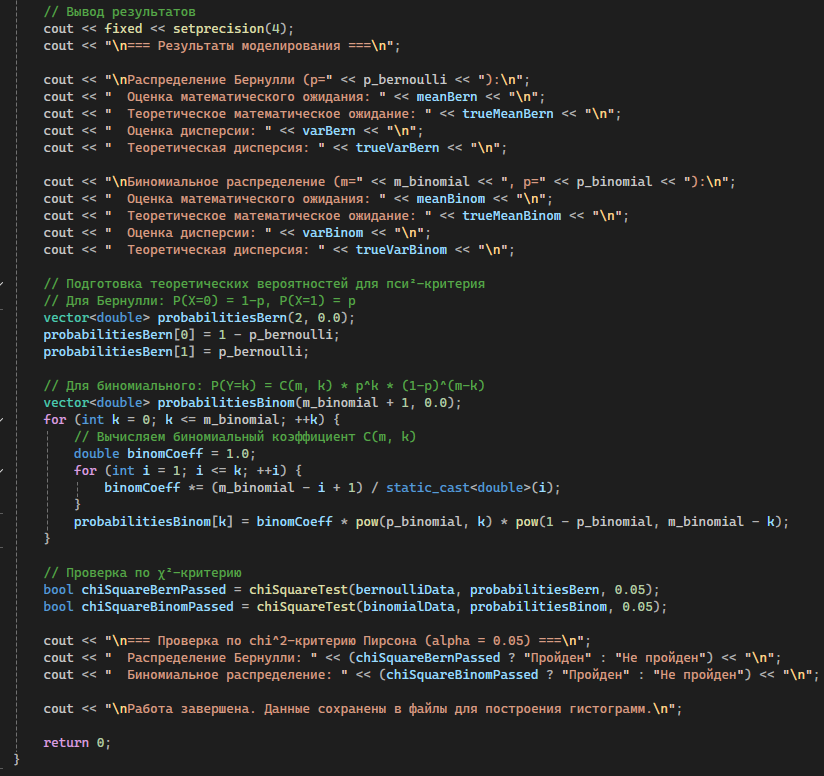 // Вывод результатов
cout << fixed << setprecision(4);
cout << "\n=== Результаты моделирования ===\n";

cout << "\nРаспределение Бернулли (p=" << p_bernoulli << "):\n";
cout << "  Оценка математического ожидания: " << meanBern << "\n";
cout << "  Теоретическое математическое ожидание: " << trueMeanBern << "\n";
cout << "  Оценка дисперсии: " << varBern << "\n";
cout << "  Теоретическая дисперсия: " << trueVarBern << "\n";

cout << "\nБиномиальное распределение (m=" << m_binomial << ", p=" << p_binomial << "):\n";
cout << "  Оценка математического ожидания: " << meanBinom << "\n";
cout << "  Теоретическое математическое ожидание: " << trueMeanBinom << "\n";
cout << "  Оценка дисперсии: " << varBinom << "\n";
cout << "  Теоретическая дисперсия: " << trueVarBinom << "\n";

// Подготовка теоретических вероятностей для пси²-критерия
// Для Бернулли: P(X=0) = 1-p, P(X=1) = p
vector<double> probabilitiesBern(2, 0.0);
probabilitiesBern[0] = 1 - p_bernoulli;
probabilitiesBern[1] = p_bernoulli;

// Для биномиального: P(Y=k) = C(m, k) * p^k * (1-p)^(m-k)
vector<double> probabilitiesBinom(m_binomial + 1, 0.0);
for (int k = 0; k <= m_binomial; ++k) {
    // Вычисляем биномиальный коэффициент C(m, k)
    double binomCoeff = 1.0;
    for (int i = 1; i <= k; ++i) {
        binomCoeff *= (m_binomial - i + 1) / static_cast<double>(i);
    }
    probabilitiesBinom[k] = binomCoeff * pow(p_binomial, k) * pow(1 - p_binomial, m_binomial - k);
}

// Проверка по χ²-критерию
bool chiSquareBernPassed = chiSquareTest(bernoulliData, probabilitiesBern, 0.05);
bool chiSquareBinomPassed = chiSquareTest(binomialData, probabilitiesBinom, 0.05);

cout << "\n=== Проверка по chi^2-критерию Пирсона (alpha = 0.05) ===\n";
cout << "  Распределение Бернулли: " << (chiSquareBernPassed ? "Пройден" : "Не пройден") << "\n";
cout << "  Биномиальное распределение: " << (chiSquareBinomPassed ? "Пройден" : "Не пройден") << "\n";

cout << "\nРабота завершена. Данные сохранены в файлы для построения гистограмм.\n";

return 0;
}